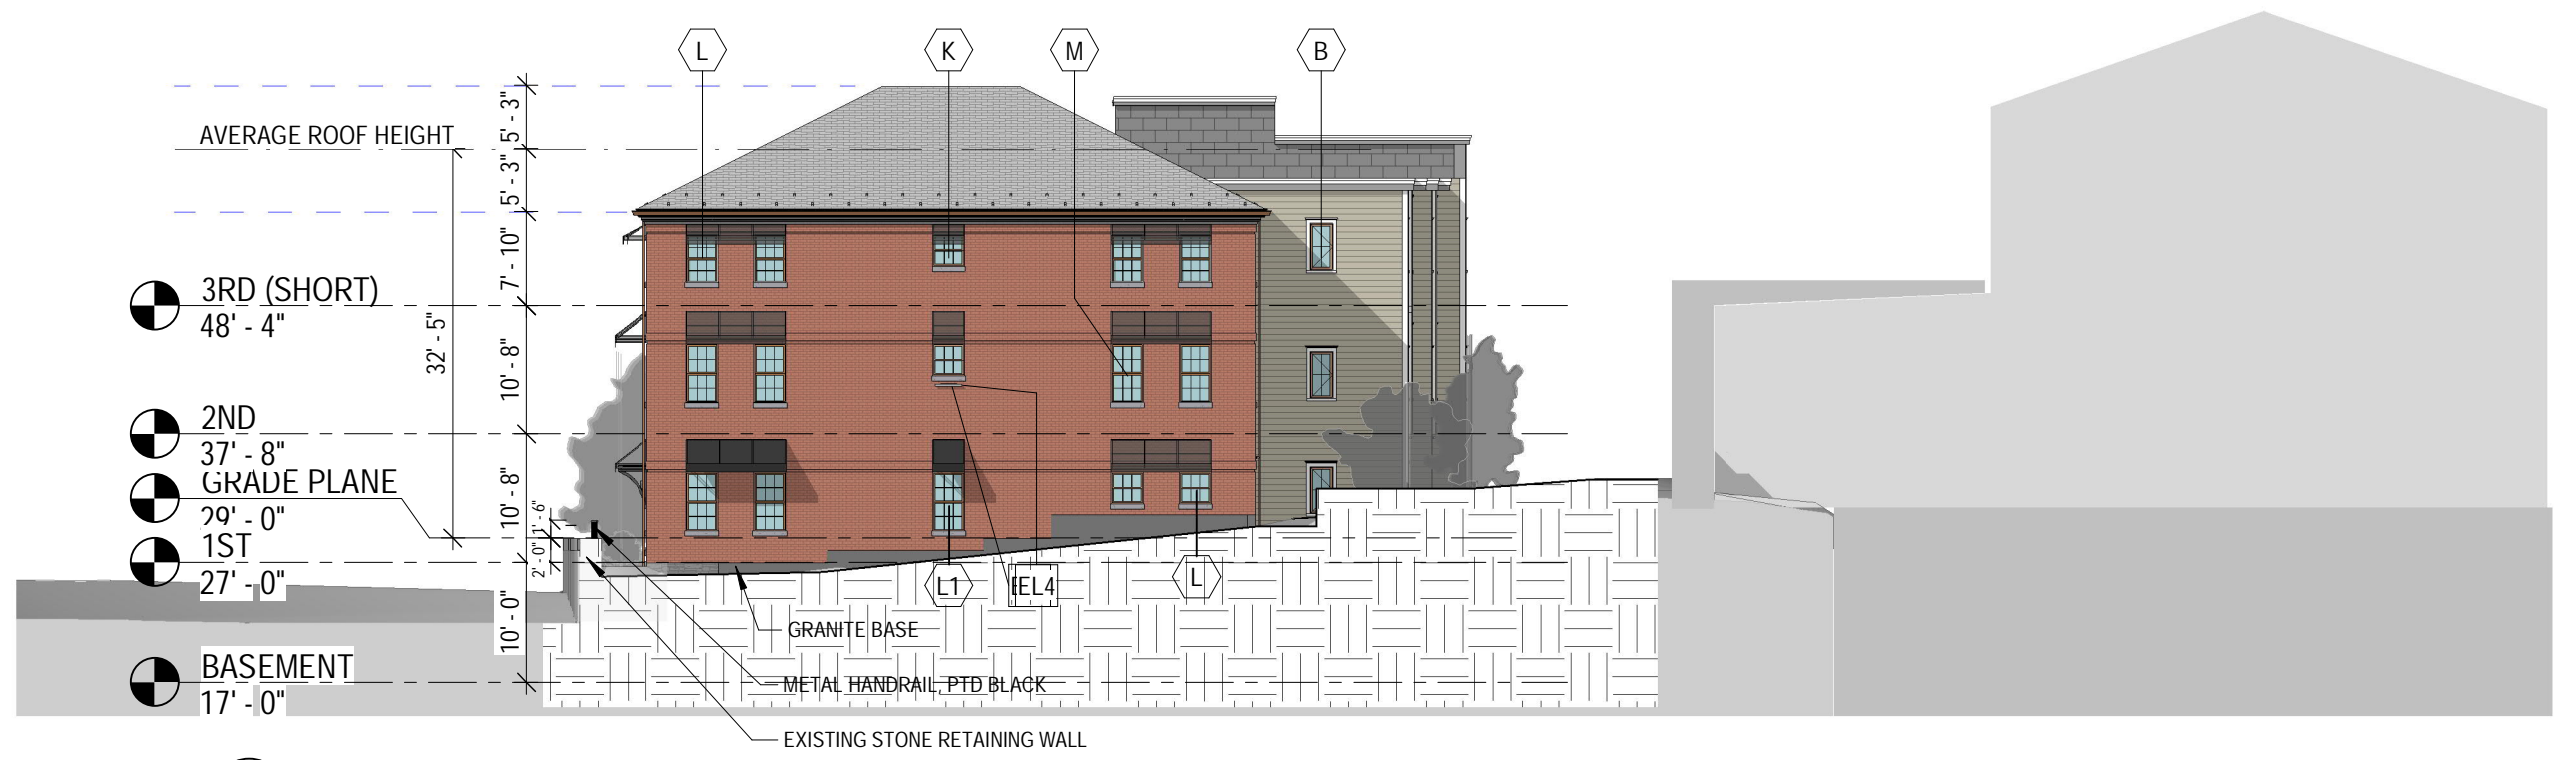 L
K
M
B
5' - 3"
AVERAGE ROOF HEIGHT
5' - 3"
7' - 10"
3RD (SHORT)
48' - 4"
32' - 5"
10' - 8"
2ND
37' - 8"
GRADE PLANE
29' - 0"
10' - 8"
1' - 6"
1ST
27' - 0"
2' - 0"
L1
EL4
L
10' - 0"
GRANITE BASE
BASEMENT
17' - 0"
METAL HANDRAIL, PTD BLACK
EXISTING STONE RETAINING WALL